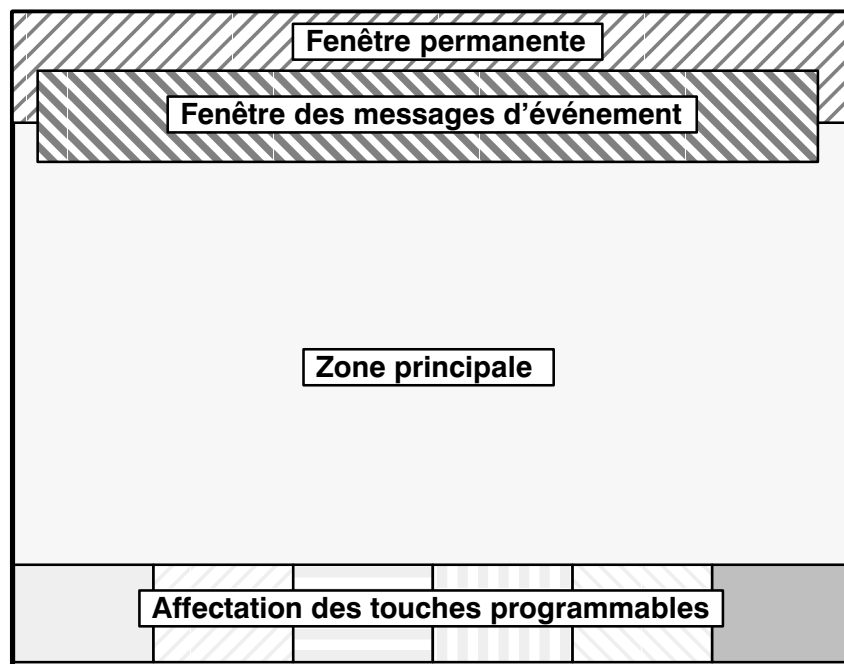 Fenêtre permanente
Fenêtre des messages d'événement
Zone principale
Affectation des touches programmables